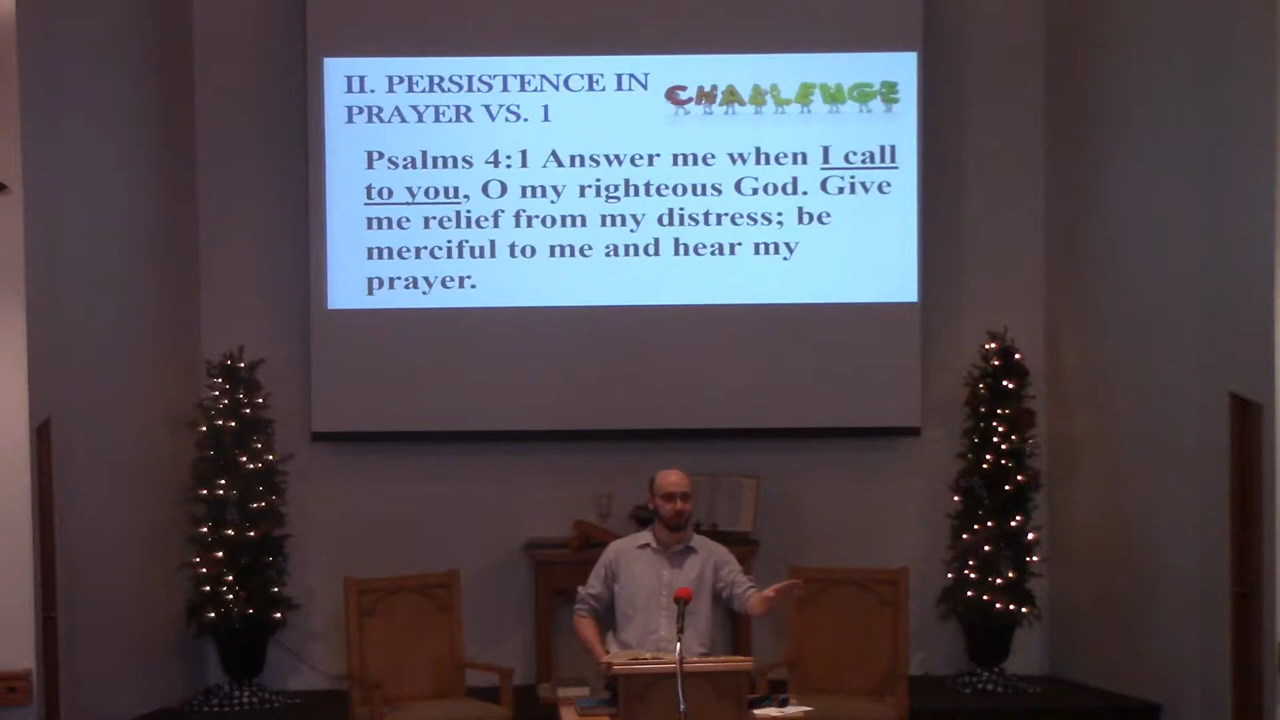 II. PERSISTENCE IN
PRAYER VS. 1
CHALLENGE
Psalms 4:1 Answer me when I call
to you, O my righteous God. Give
me relief from my distress; be
merciful to me and hear my
prayer.